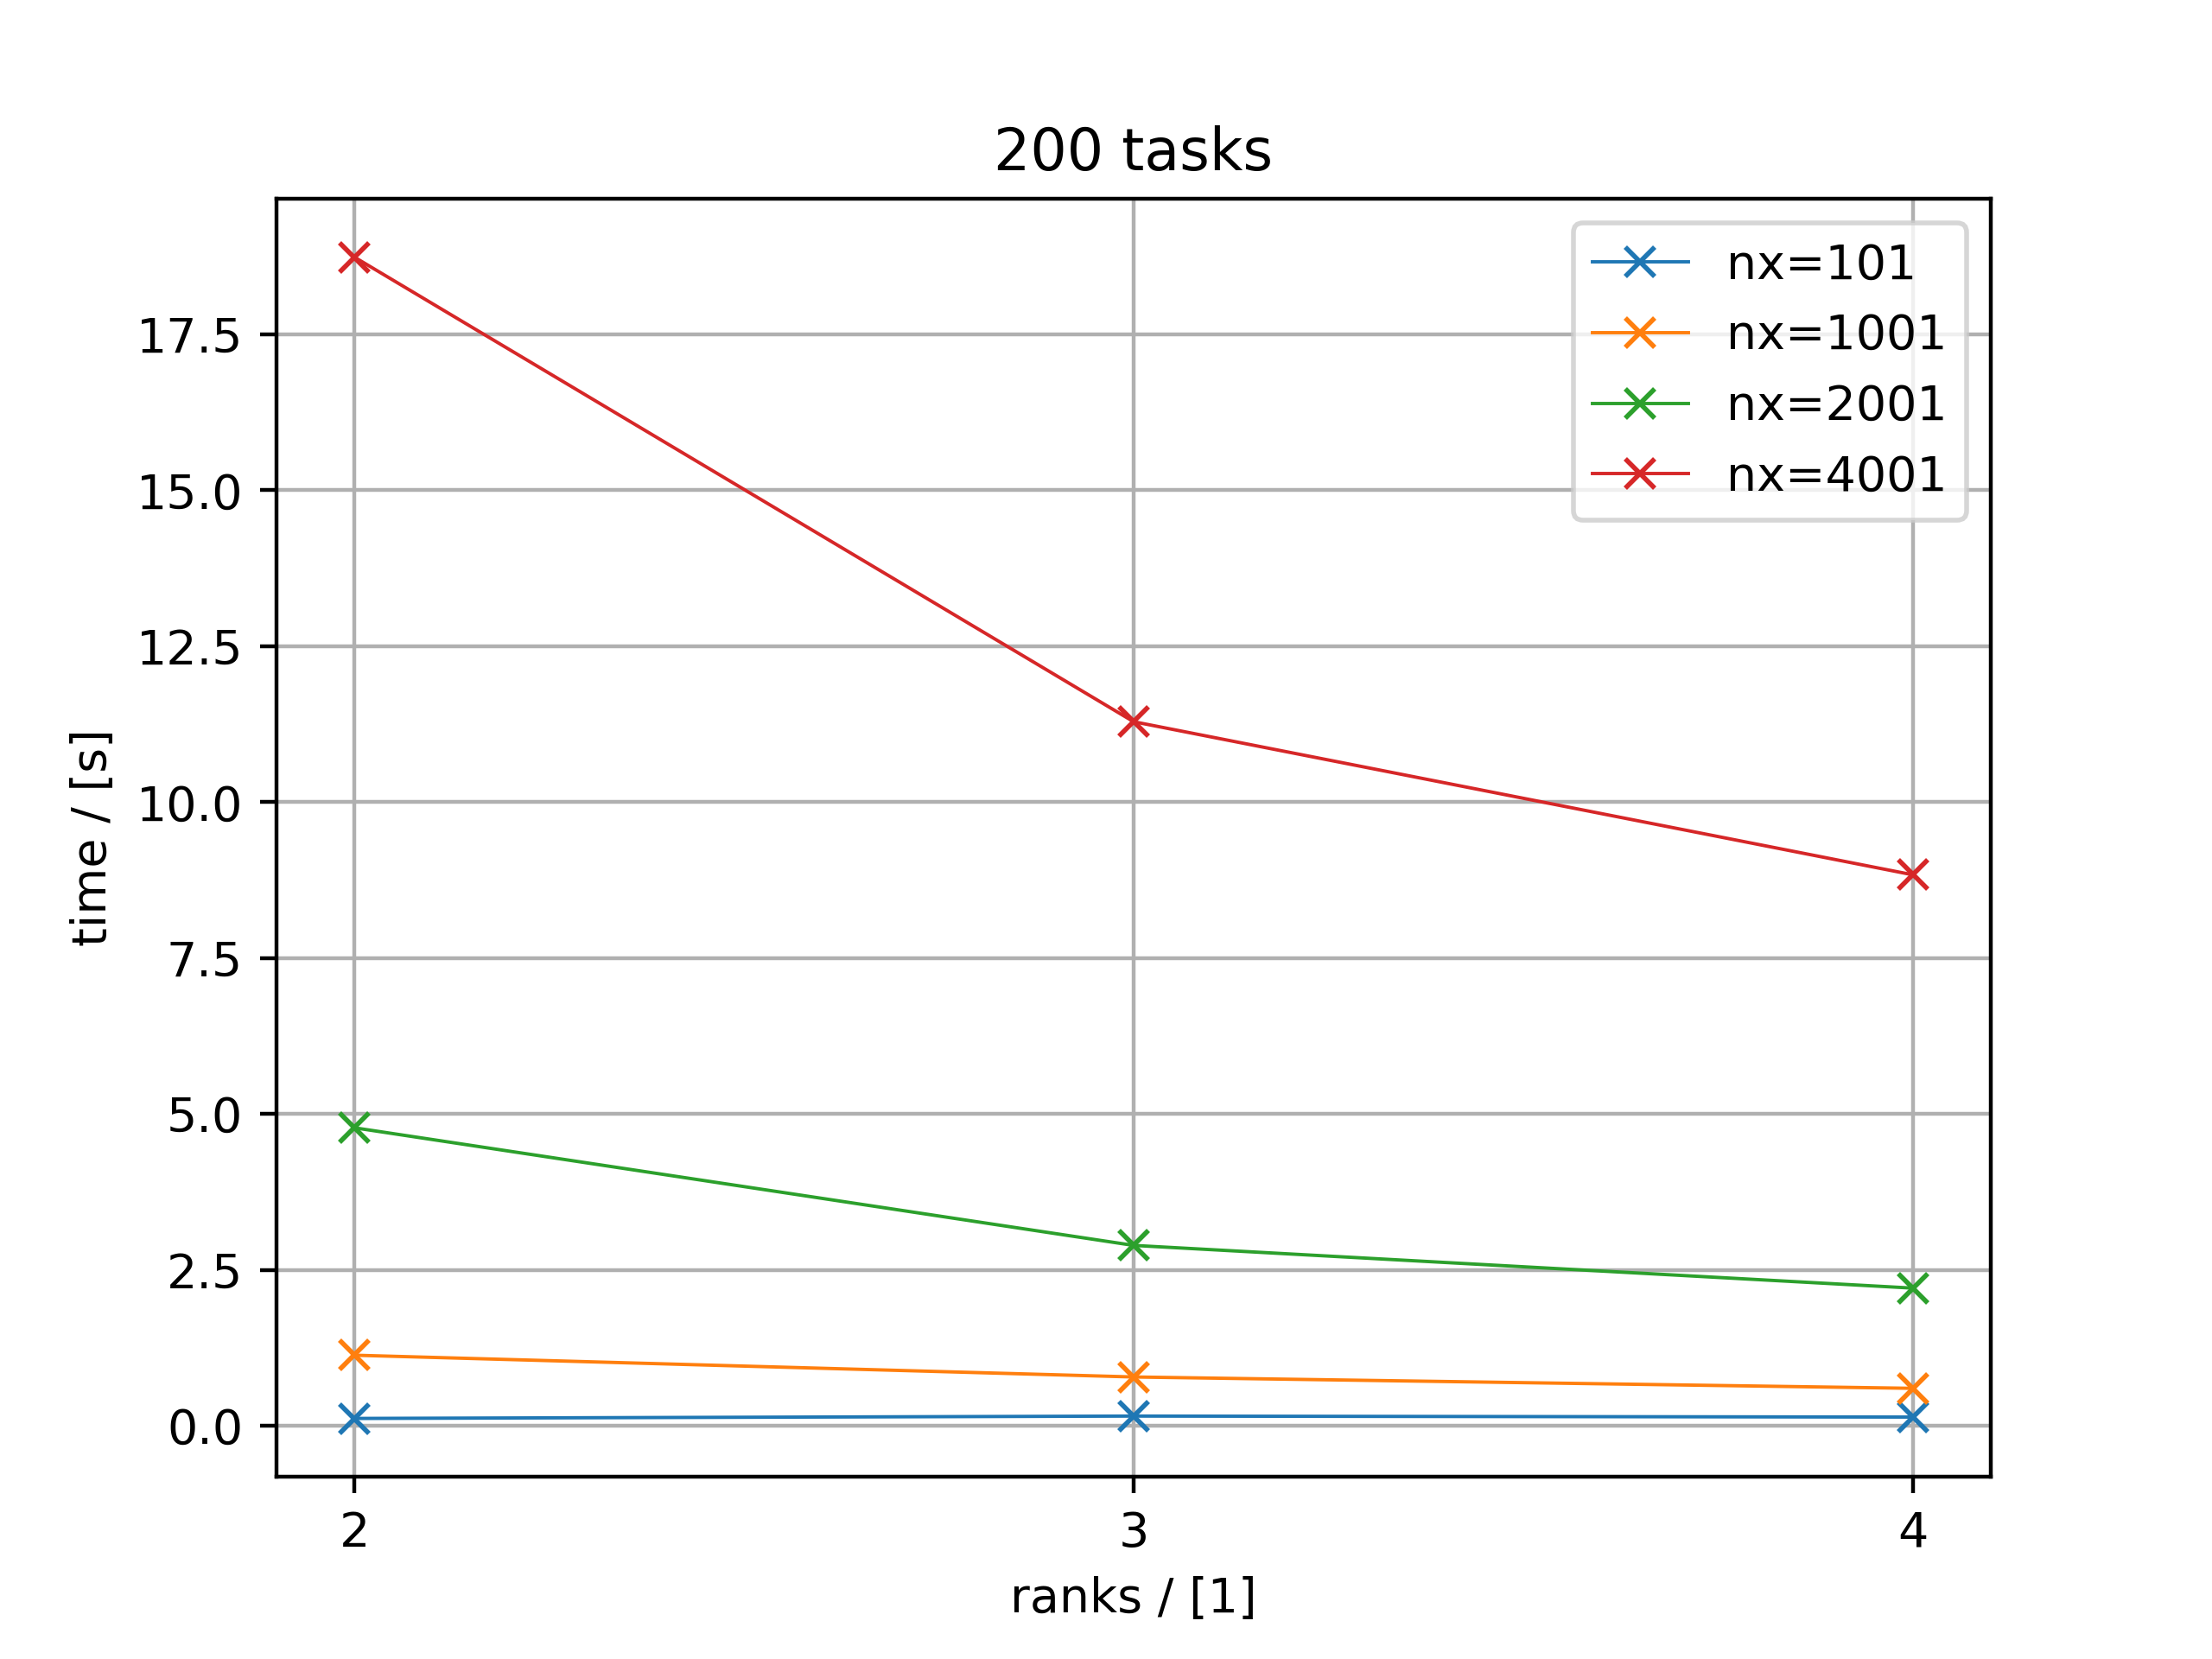 200 tasks
nx=101
nx=1001
nx=2001
nx=4001
17.5
15.0
12.5
10.0
7.5
5.0
2.5
0.0
time / [s]
2 3 4
ranks / [1]